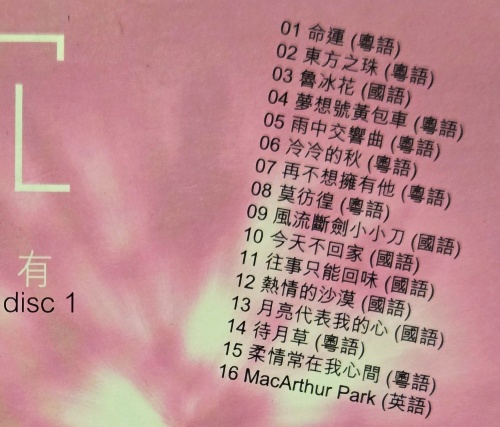 01 命運 (粵語)
02 東方之珠 (粵語)
03 魯冰花 (國語)
04 夢想號黃包車 (粵語)
05 雨中交響曲 (粵語)
06 冷冷的秋 (粵語)
07 再不想擁有他 (粵語)
08 莫彷徨 (粵語)
09 風流斷劍小小刀 (國語)
10 今天不回家 (國語)
11 往事只能回味 (國語)
12 熱情的沙漠 (國語)
13 月亮代表我的心 (國語)
14 待月草 (粵語)
15 柔情常在我心間 (粵語)
16 MacArthur Park (英語)
有
disc 1